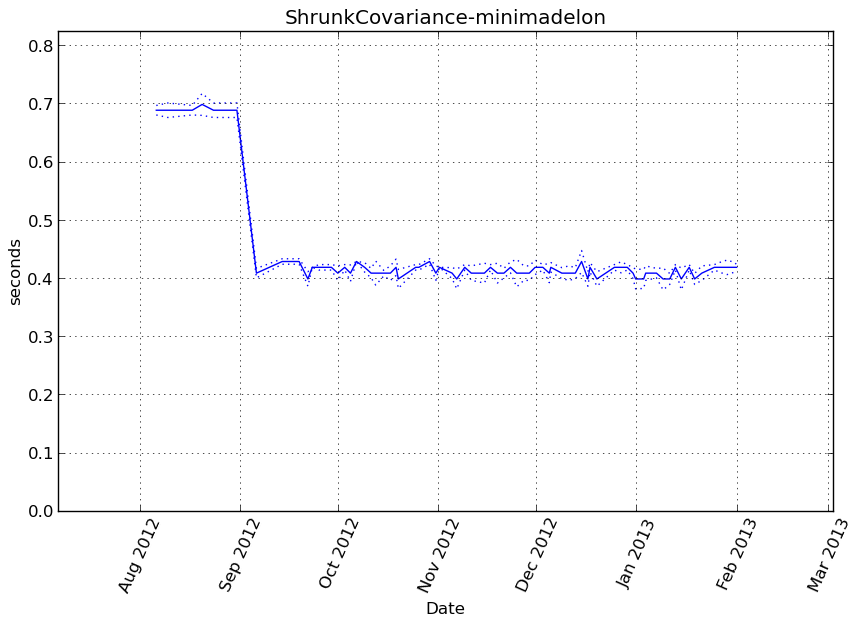 ShrunkCovariance-minimadelon
0.8
0.7
0.6
0.5
0.4
0.3
0.2
0.1
0.0
seconds
Aug 2012
Sep 2012
Oct 2012
Nov 2012
Dec 2012
Jan 2013
Feb 2013
Mar 2013
Date